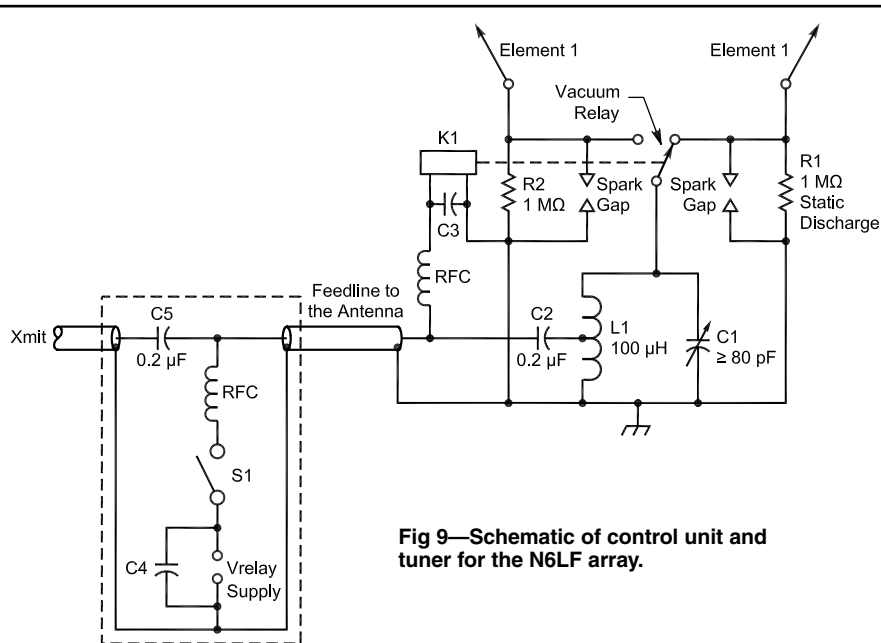 Element 1
Element 1
Vacuum
Relay
K1
R2
1 MΩ
Spark
Gap
Spark
Gap
R1
1 MΩ
Static
Discharge
C3
RFC
Feedline to
the Antenna
C5
0.2 µF
Xmit
C2
0.2 µF
L1
100 µH
C1
≥ 80 pF
RFC
S1
C4
Vrelay
Supply
Fig 9—Schematic of control unit and
tuner for the N6LF array.